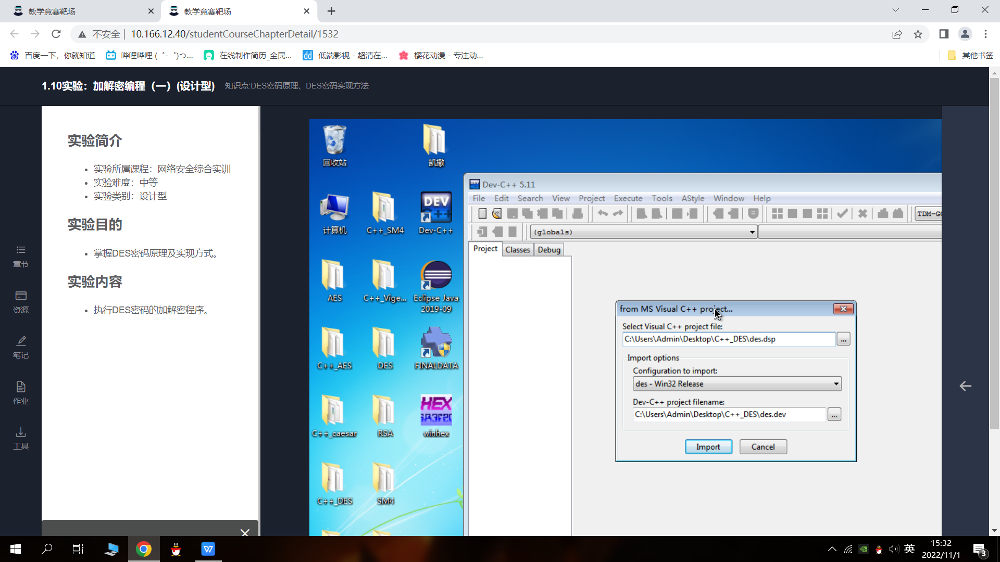 教学竞赛靶场
教学竞赛靶场
不安全
10.166.12.40/studentCourseChapterDetail/1532
百度一下，你就知道
哔哩哔哩 ( ゜- ゜)つ...
在线制作简历_全民...
低端影视 - 超清在...
樱花动漫 - 专注动...
其他书签
1.10实验：加解密编程（一）(设计型)
知识点:DES密码原理、DES密码实现方法
章节
资源
笔记
作业
工具
实验简介
实验所属课程：网络安全综合实训
实验难度：中等
实验类别：设计型
实验目的
掌握DES密码原理及实现方式。
实验内容
执行DES密码的加解密程序。
回收站
凯撒
计算机
C++_SM4
Dev-C++
AES
C++_Vige...
Eclipse Java
2019-09
C++_AES
DES
FINALDATA
C++_caesar
RSA
winhex
C++_DES
SM4
Dev-C++ 5.11
File Edit Search View Project Execute Tools AStyle Window Help
TDM-GC
(globals)
Project Classes Debug
from MS Visual C++ project...
Select Visual C++ project file:
C:\Users\Admin\Desktop\C++_DES\des.dsp
...
Import options
Configuration to import:
des - Win32 Release
Dev-C++ project filename:
C:\Users\Admin\Desktop\C++_DES\des.dev
...
Import
Cancel
英
15:32
2022/11/1
3